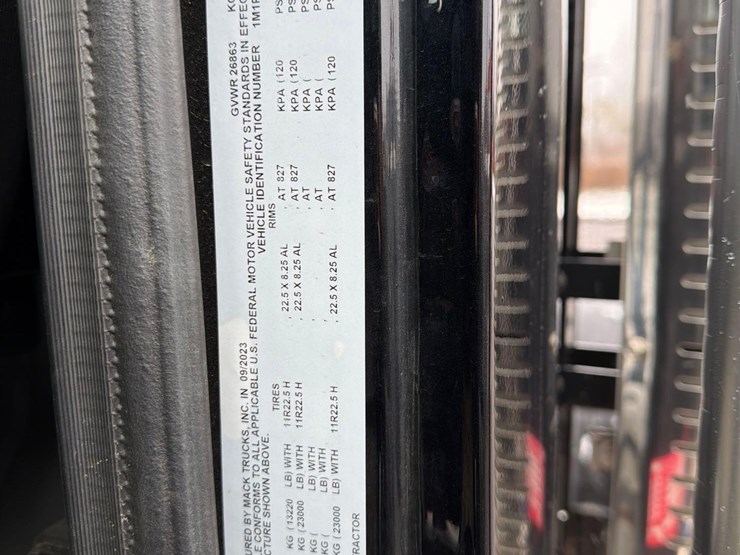 URED BY MACK TRUCKS, INC. IN 09/2023 GVWR 26863 KG
E CONFORMS TO ALL APPLICABLE U.S. FEDERAL MOTOR VEHICLE SAFETY STANDARDS IN EFFEC
CTURE SHOWN ABOVE. VEHICLE IDENTIFICATION NUMBER 1M1P
TIRES RIMS
KG (13220 LB) WITH 11R22.5 H , 22.5 X 8.25 AL , AT 827 KPA (120 PS
KG (23000 LB) WITH 11R22.5 H , 22.5 X 8.25 AL , AT 827 KPA (120 PS
KG ( LB) WITH , , AT KPA ( PS
KG ( LB) WITH , , AT KPA ( PS
KG (23000 LB) WITH 11R22.5 H , 22.5 X 8.25 AL , AT 827 KPA (120 PS
RACTOR